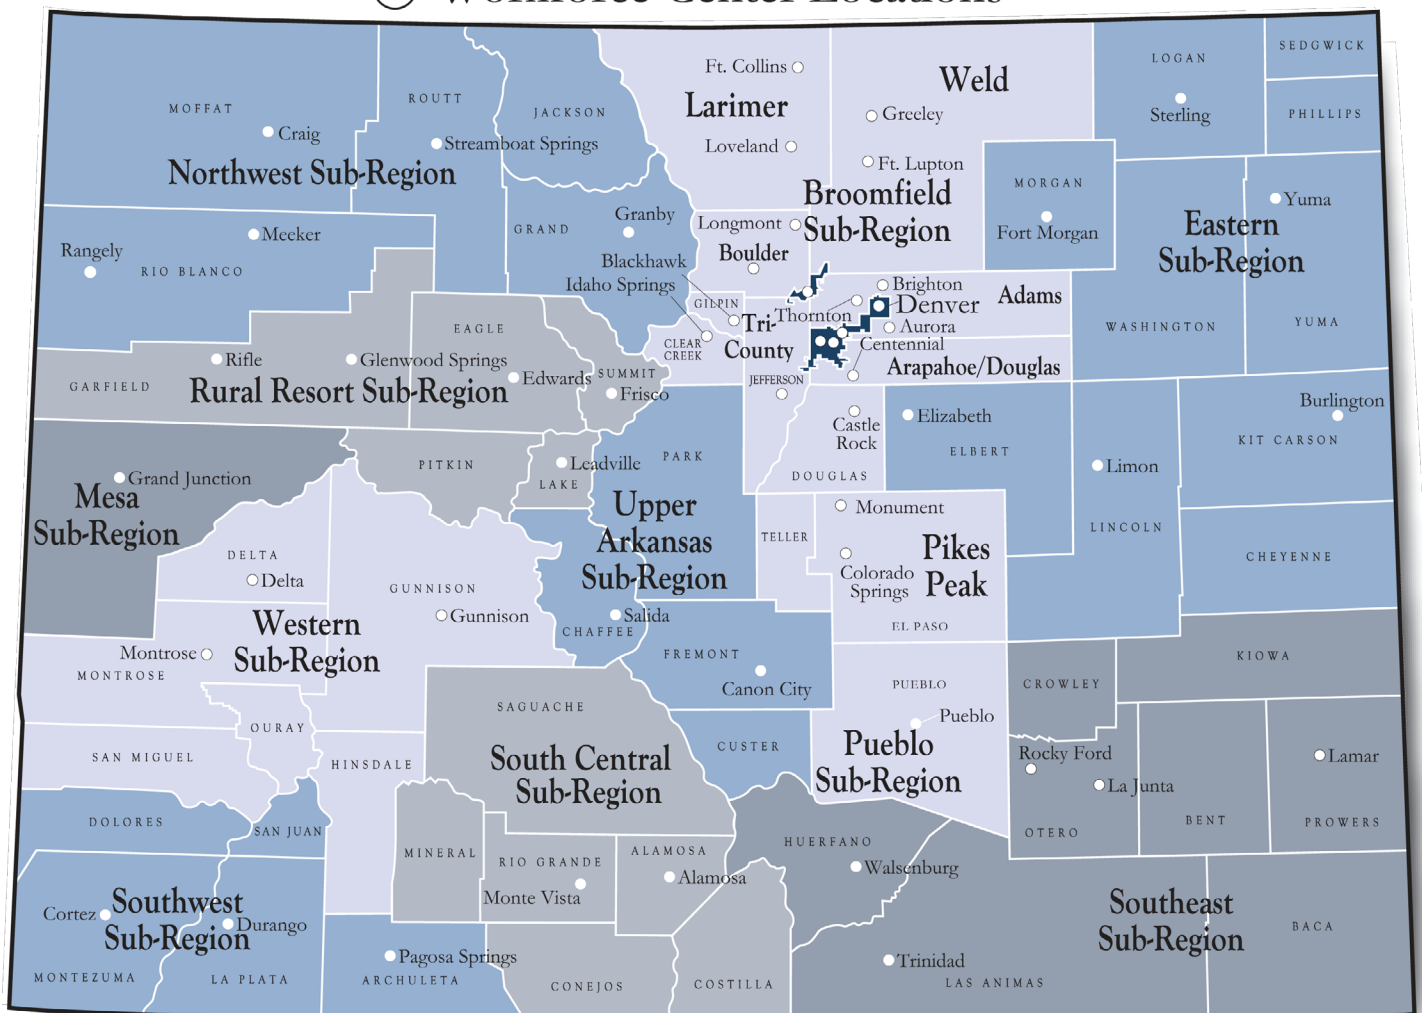 Workforce Center Locations
MOFFAT
Craig
ROUTT
Streamboat Springs
JACKSON
Northwest Sub-Region
Ft. Collins
Larimer
Loveland
Weld
Greeley
Ft. Lupton
LOGAN
Sterling
SEDGWICK
PHILLIPS
MORGAN
Fort Morgan
Yuma
Eastern
Sub-Region
WASHINGTON
YUMA
Rangely
Meeker
RIO BLANCO
GRAND
Granby
Blackhawk
Idaho Springs
Longmont
Boulder
Broomfield
Sub-Region
GILPIN
CLEAR
CREEK
Tri-
County
JEFFERSON
Thornton
Brighton
Denver
Aurora
Centennial
Adams
Arapahoe/Douglas
EAGLE
Rifle
Glenwood Springs
GARFIELD
Rural Resort Sub-Region
Edwards
SUMMIT
Frisco
Castle
Rock
DOUGLAS
Elizabeth
ELBERT
Limon
LINCOLN
Burlington
KIT CARSON
CHEYENNE
Grand Junction
Mesa
Sub-Region
PITKIN
Leadville
LAKE
PARK
Upper
Arkansas
Sub-Region
TELLER
Monument
Colorado
Springs
Pikes
Peak
EL PASO
DELTA
Delta
GUNNISON
Gunnison
Western
Sub-Region
Montrose
MONTROSE
CHAFFEE
Salida
FREMONT
Canon City
KIOWA
CROWLEY
PUEBLO
Pueblo
Pueblo
Sub-Region
OURAY
SAN MIGUEL
HINSDALE
SAGUACHE
South Central
Sub-Region
CUSTER
Rocky Ford
La Junta
OTERO
BENT
Lamar
PROWERS
DOLORES
SAN JUAN
MINERAL
RIO GRANDE
Monte Vista
ALAMOSA
Alamosa
HUERFANO
Walsenburg
Southwest
Sub-Region
Cortez
Durango
MONTEZUMA
LA PLATA
Pagosa Springs
ARCHULETA
CONEJOS
COSTILLA
Trinidad
LAS ANIMAS
Southeast
Sub-Region
BACA